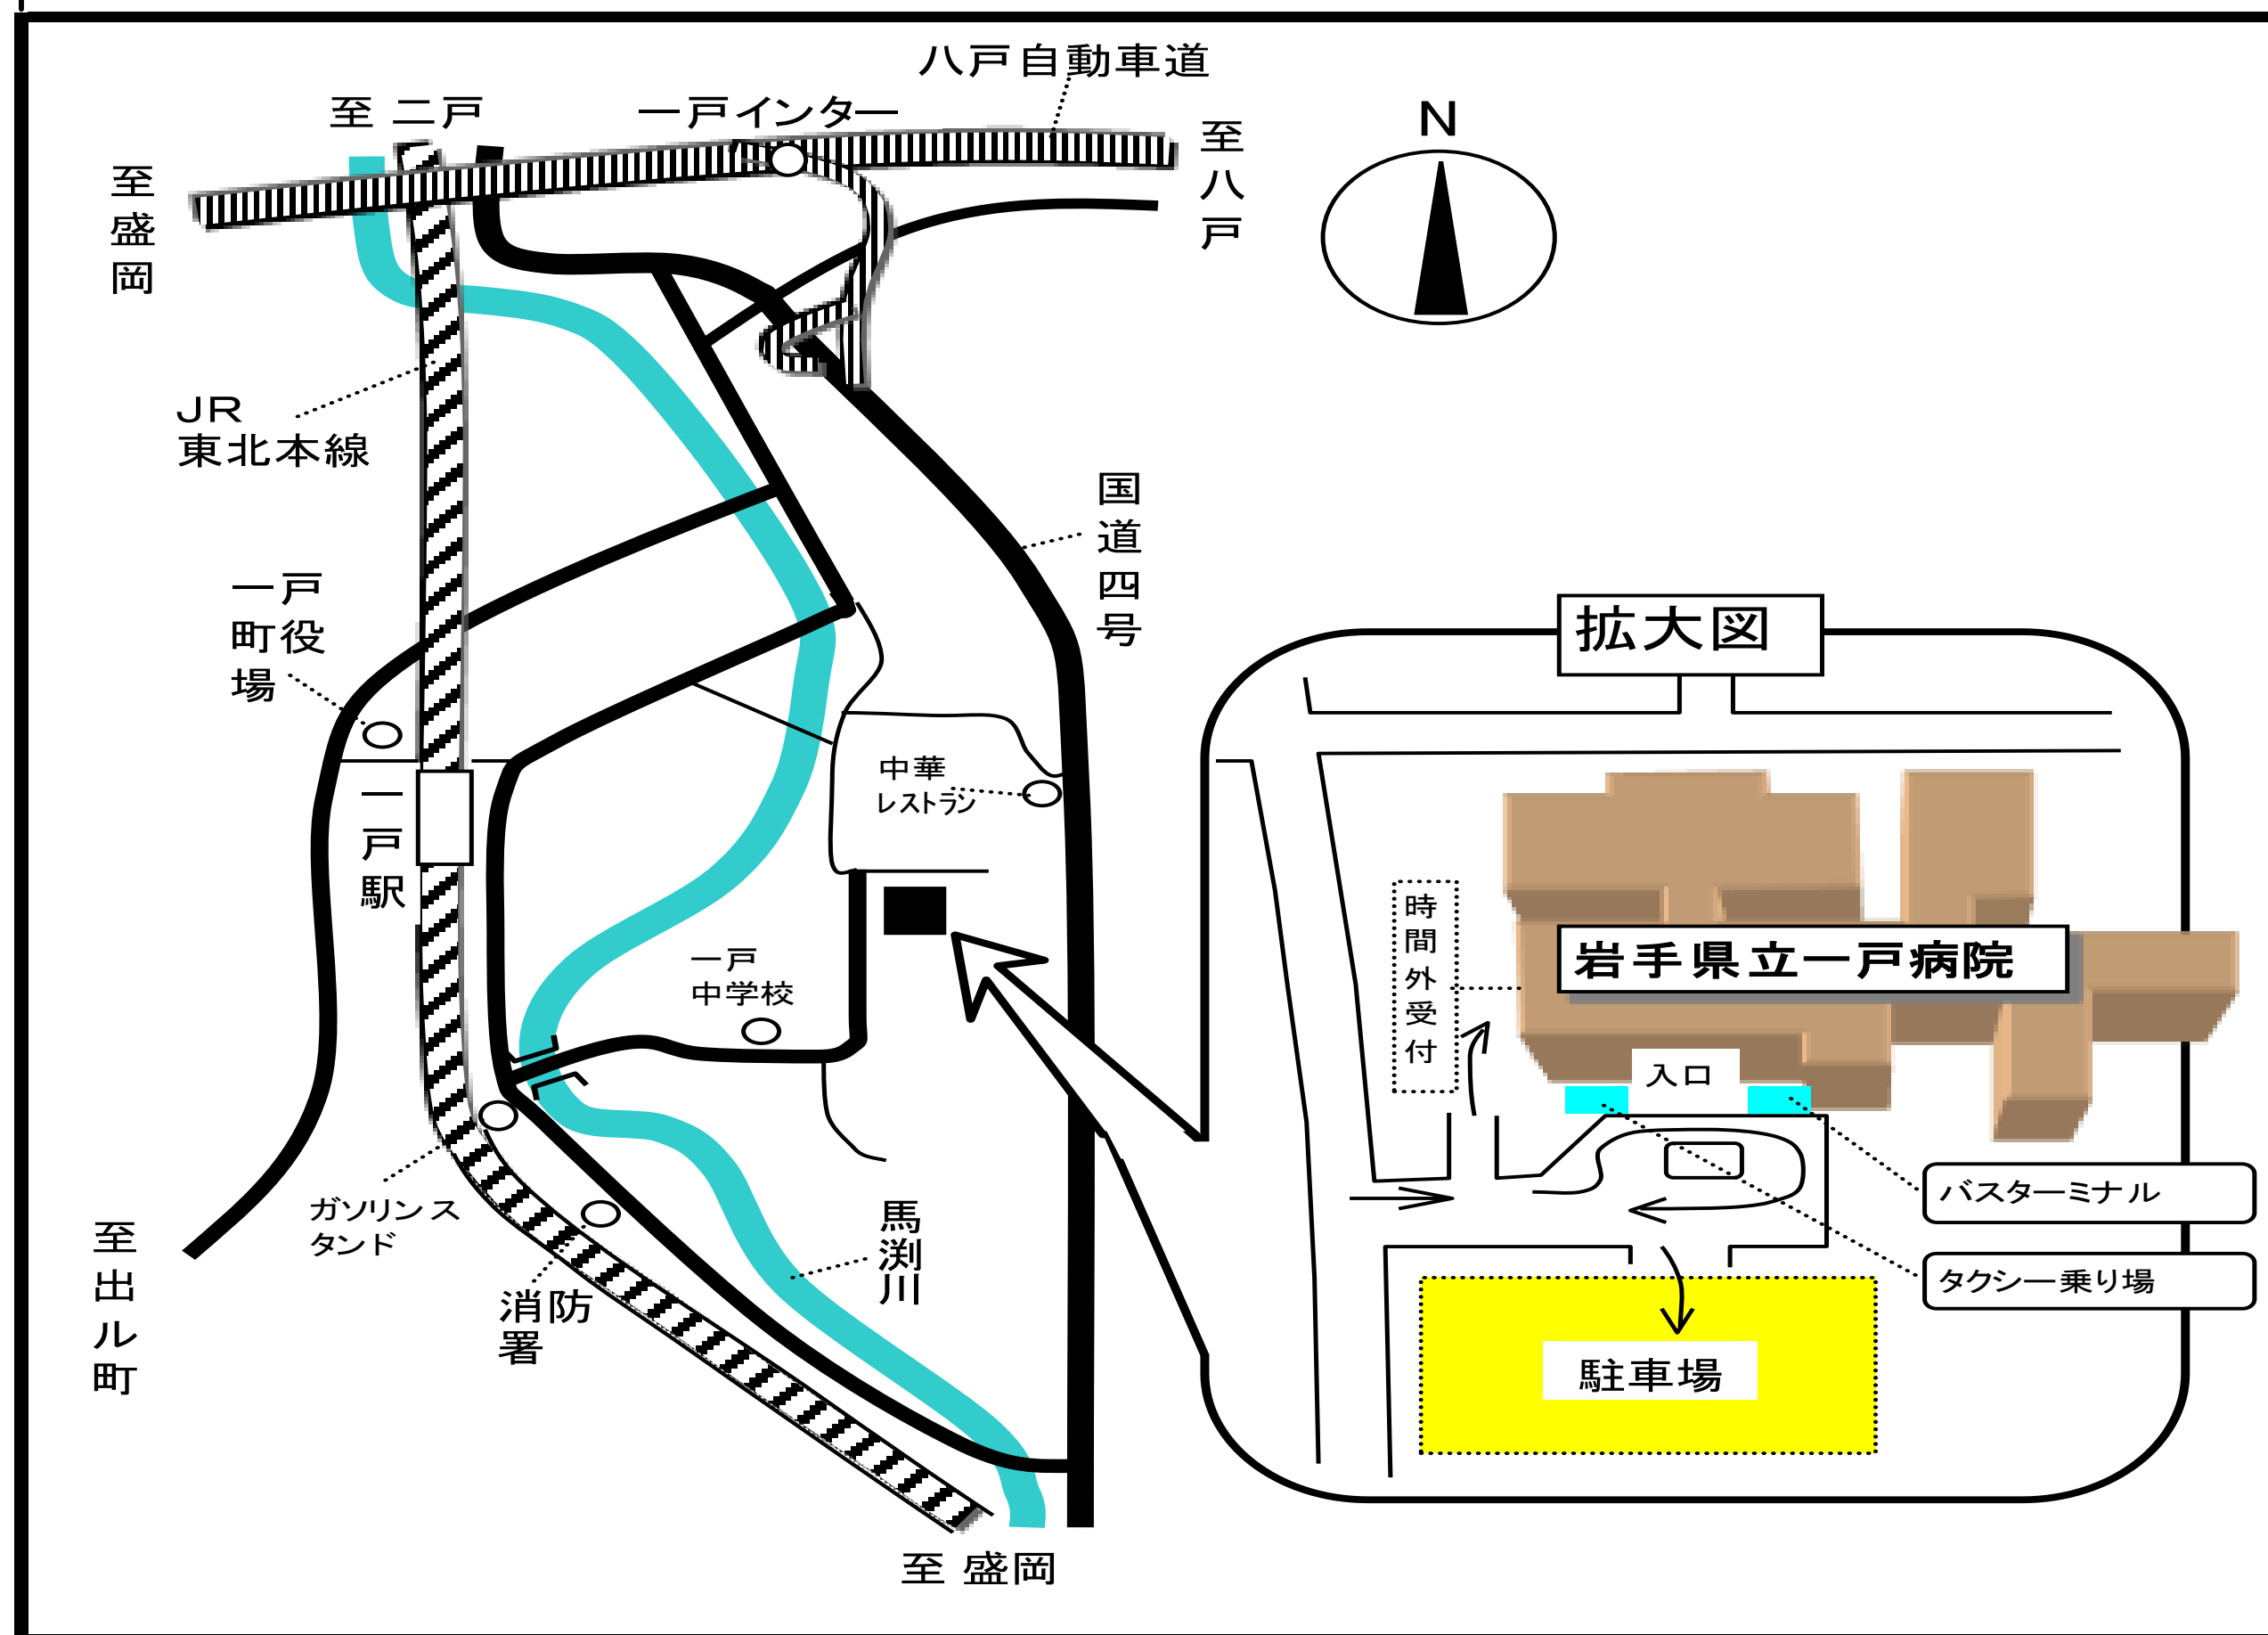 八戸自動車道
至 二戸
一戸インター
N
至八戸
至盛岡
JR
東北本線
国道四号
一戸
町役
場
拡大図
中華
レストラン
一戸駅
時間外受付
岩手県立一戸病院
一戸
中学校
入口
バスターミナル
ガソリンス
タンド
馬渕川
至出ル町
タクシー乗り場
消防
署
駐車場
至 盛岡